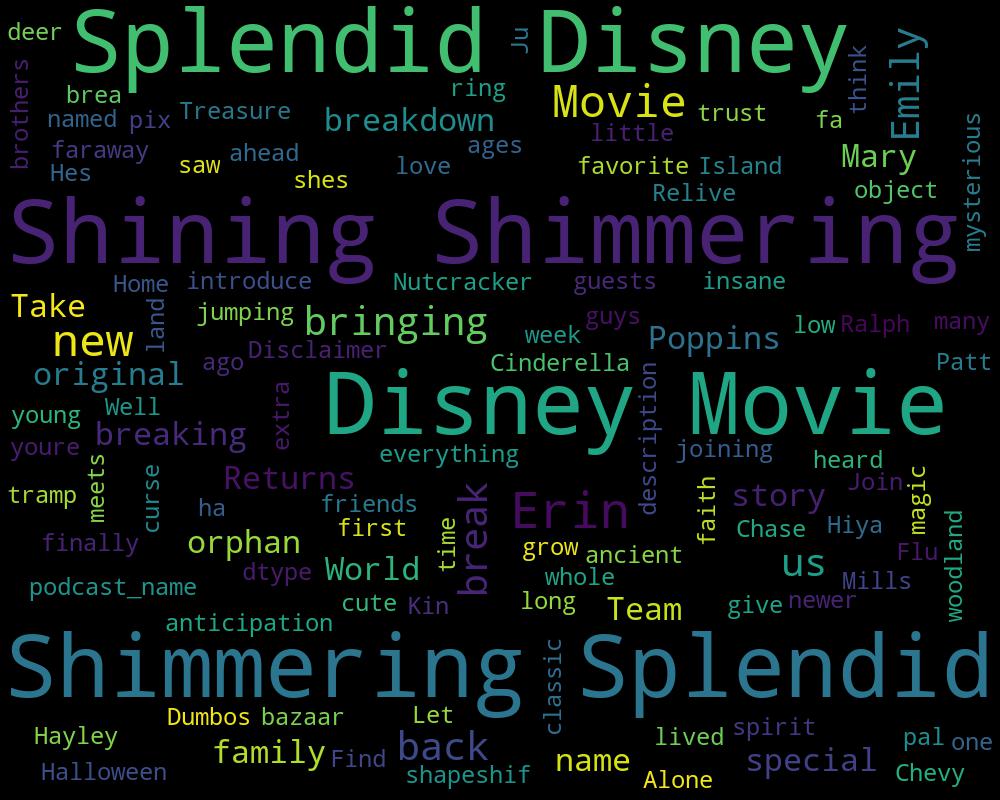 deer Splendid Ju Disney think Emily
brothers brea ring Movie trust
named pix Treasure breakdown little fa
faraway saw ahead love ages favorite Island Mary
Hes shes Relive object mysterious
Shining Shimmering
Home introduce Nutcracker guests insane
Take land jumping bringing guys low Ralph many
new ago Disclaimer week Poppins
original Cinderella Patt
young Well extra Disney Movie description
youre breaking everything joining heard
tramp meets curse Returns story Join magic
ha friends break Erin faith Chase Hiya
finally orphan first time grow ancient us Flu woodland
podcast_name dtype World whole Mills
anticipation cute Kin long Team give newer
Shimmering classic Splendid
Dumbos bazaar Let
Hayley family Find back lived spirit pal one
Halloween shapeshif name Alone special Chevy